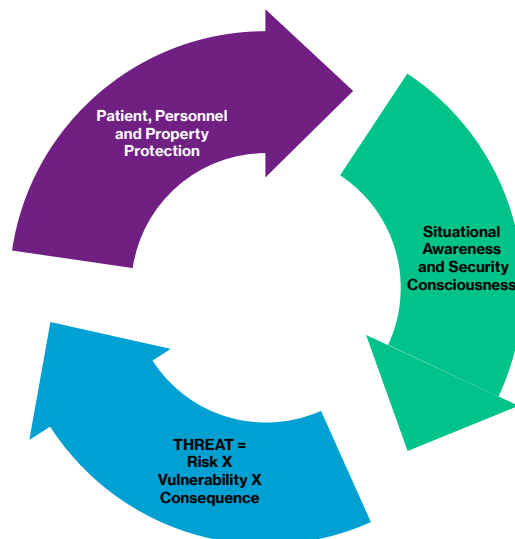 Patient, Personnel
and Property
Protection
Situational
Awareness
and Security
Consciousness
THREAT =
Risk X
Vulnerability X
Consequence